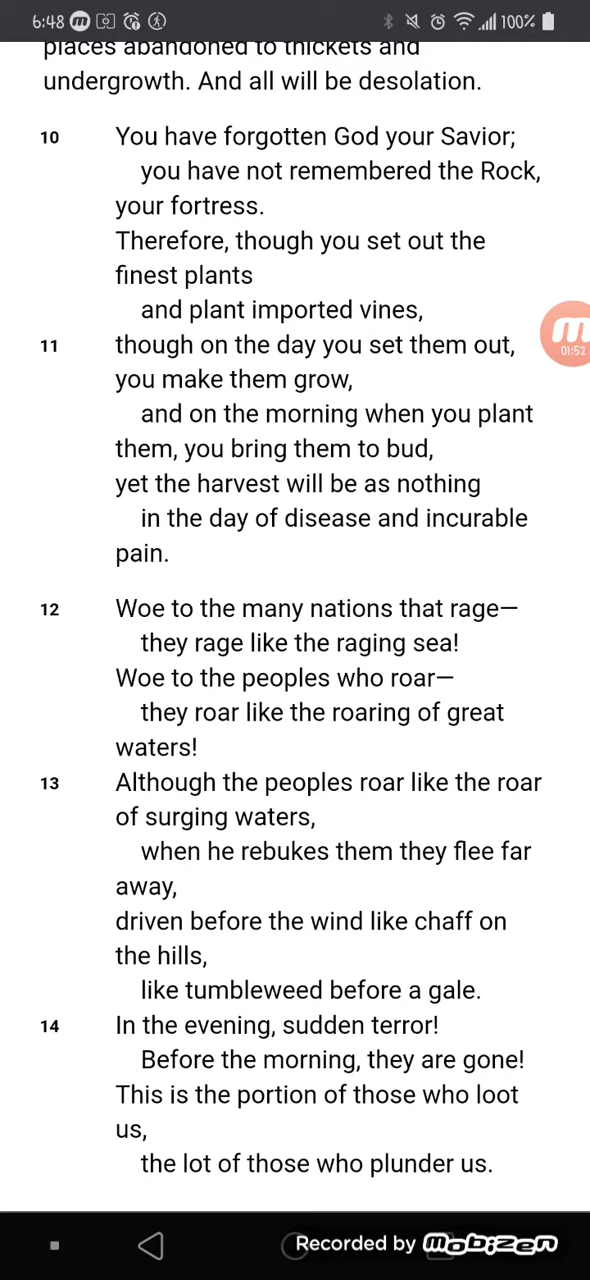 6:48 100%
places abandoned to thickets and
undergrowth. And all will be desolation.
10 You have forgotten God your Savior;
you have not remembered the Rock,
your fortress.
Therefore, though you set out the
finest plants
and plant imported vines,
11 though on the day you set them out,
you make them grow,
and on the morning when you plant
them, you bring them to bud,
yet the harvest will be as nothing
in the day of disease and incurable
pain.
12 Woe to the many nations that rage—
they rage like the raging sea!
Woe to the peoples who roar—
they roar like the roaring of great
waters!
13 Although the peoples roar like the roar
of surging waters,
when he rebukes them they flee far
away,
driven before the wind like chaff on
the hills,
like tumbleweed before a gale.
14 In the evening, sudden terror!
Before the morning, they are gone!
This is the portion of those who loot
us,
the lot of those who plunder us.
m
01:52
Recorded by Mobizen